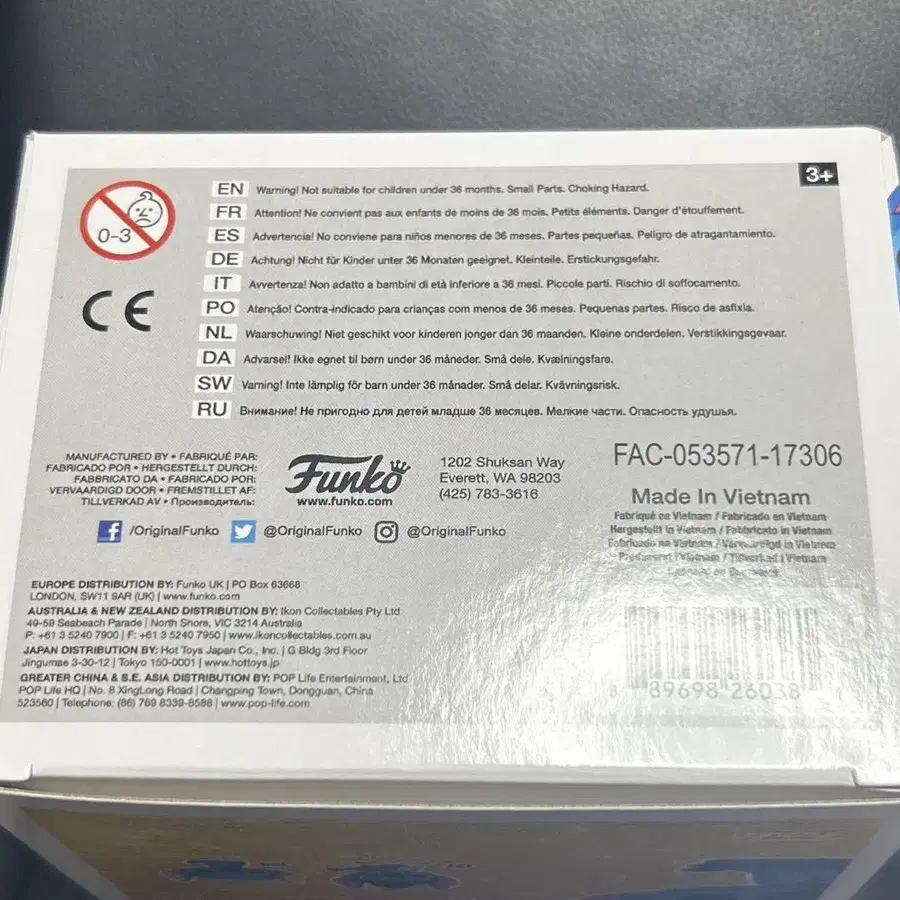 3+
0-3
EN Warning! Not suitable for children under 36 months. Small Parts. Choking Hazard.
FR Attention! Ne convient pas aux enfants de moins de 36 mois. Petits éléments. Danger d'étouffement.
ES Advertencia! No conviene para niños menores de 36 meses. Partes pequeñas. Peligro de atragantamiento.
DE Achtung! Nicht für Kinder unter 36 Monaten geeignet. Kleinteile. Erstickungsgefahr.
IT Avvertenza! Non adatto a bambini di età inferiore a 36 mesi. Piccole parti. Rischio di soffocamento.
PO Atenção! Contra-indicado para crianças com menos de 36 meses. Pequenas partes. Risco de asfixia.
NL Waarschuwing! Niet geschikt voor kinderen jonger dan 36 maanden. Kleine onderdelen. Verstikkingsgevaar.
DA Advarsel! Ikke egnet til børn under 36 måneder. Små dele. Kvælningsfare.
SW Varning! Inte lämplig för barn under 36 månader. Små delar. Kvävningsrisk.
RU Внимание! Не пригодно для детей младше 36 месяцев. Мелкие части. Опасность удушья.
CE
MANUFACTURED BY • FABRIQUÉ PAR:
FABRICADO POR • HERGESTELLT DURCH:
FABBRICATO DA • FABRICADO POR:
VERVAARDIGD DOOR • FREMSTILLET AF:
TILLVERKAD AV • Производитель:
Funko
www.funko.com
1202 Shuksan Way
Everett, WA 98203
(425) 783-3616
FAC-053571-17306
Made In Vietnam
Fabriqué en Vietnam / Fabricado en Vietnam
Hergestellt in Vietnam / Fabbricato in Vietnam
/OriginalFunko @OriginalFunko @OriginalFunko
EUROPE DISTRIBUTION BY: Funko UK | PO Box 63668
LONDON, SW11 9AR (UK) | www.funko.com
AUSTRALIA & NEW ZEALAND DISTRIBUTION BY: Ikon Collectables Pty Ltd
49-59 Seabeach Parade | North Shore, VIC 3214 Australia
P: +61 3 5240 7900 | F: +61 3 5240 7950 | www.ikoncollectables.com.au
JAPAN DISTRIBUTION BY: Hot Toys Japan Co., Inc. | G Bldg 3rd Floor
Jingumae 3-30-12 | Tokyo 150-0001 | www.hottoys.jp
GREATER CHINA & S.E. ASIA DISTRIBUTION BY: POP Life Entertainment, Ltd
POP Life HQ | No. 8 XingLong Road | Changping Town, Dongguan, China
523560 | Telephone: (86) 769 8339-8588 | www.pop-life.com
89698 26038